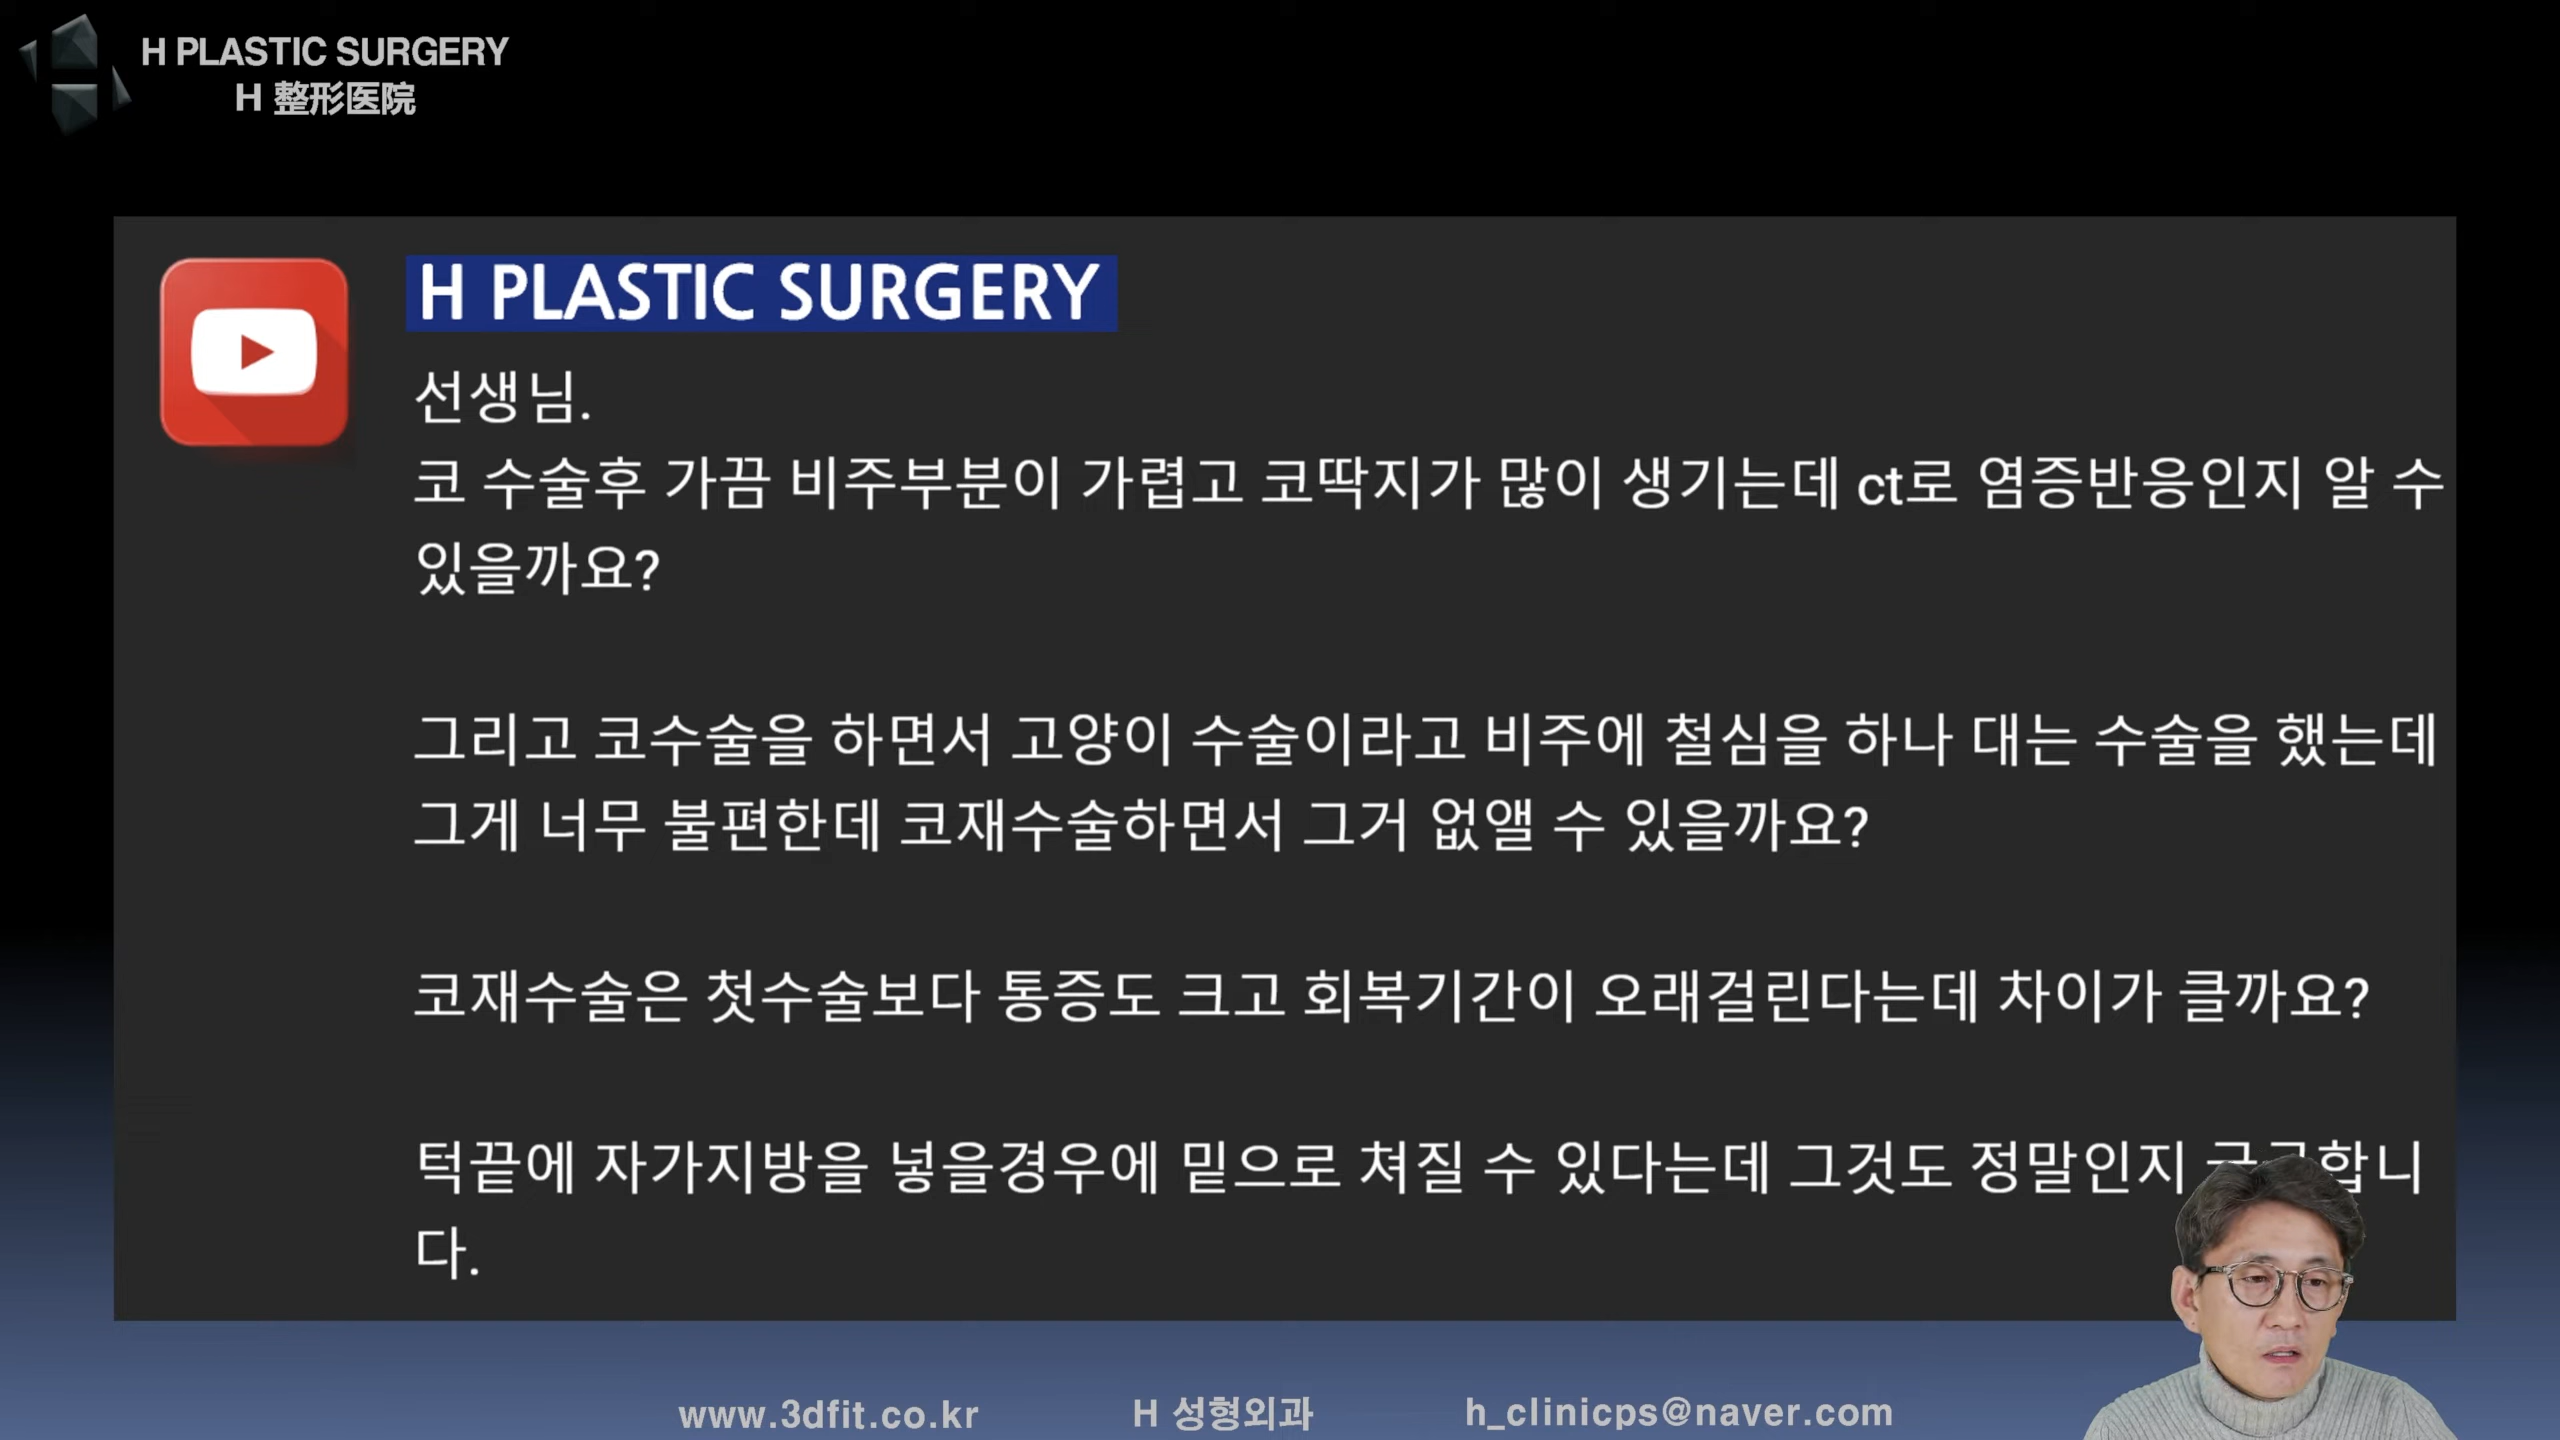 H PLASTIC SURGERY
H 整形医院
H PLASTIC SURGERY
선생님.
코 수술후 가끔 비주부분이 가렵고 코딱지가 많이 생기는데 ct로 염증반응인지 알 수
있을까요?
그리고 코수술을 하면서 고양이 수술이라고 비주에 철심을 하나 대는 수술을 했는데
그게 너무 불편한데 코재수술하면서 그거 없앨 수 있을까요?
코재수술은 첫수술보다 통증도 크고 회복기간이 오래걸린다는데 차이가 클까요?
턱끝에 자가지방을 넣을경우에 밑으로 쳐질 수 있다는데 그것도 정말인지
다.
www.3dfit.co.kr H 성형외과 h_clinicps@naver.com